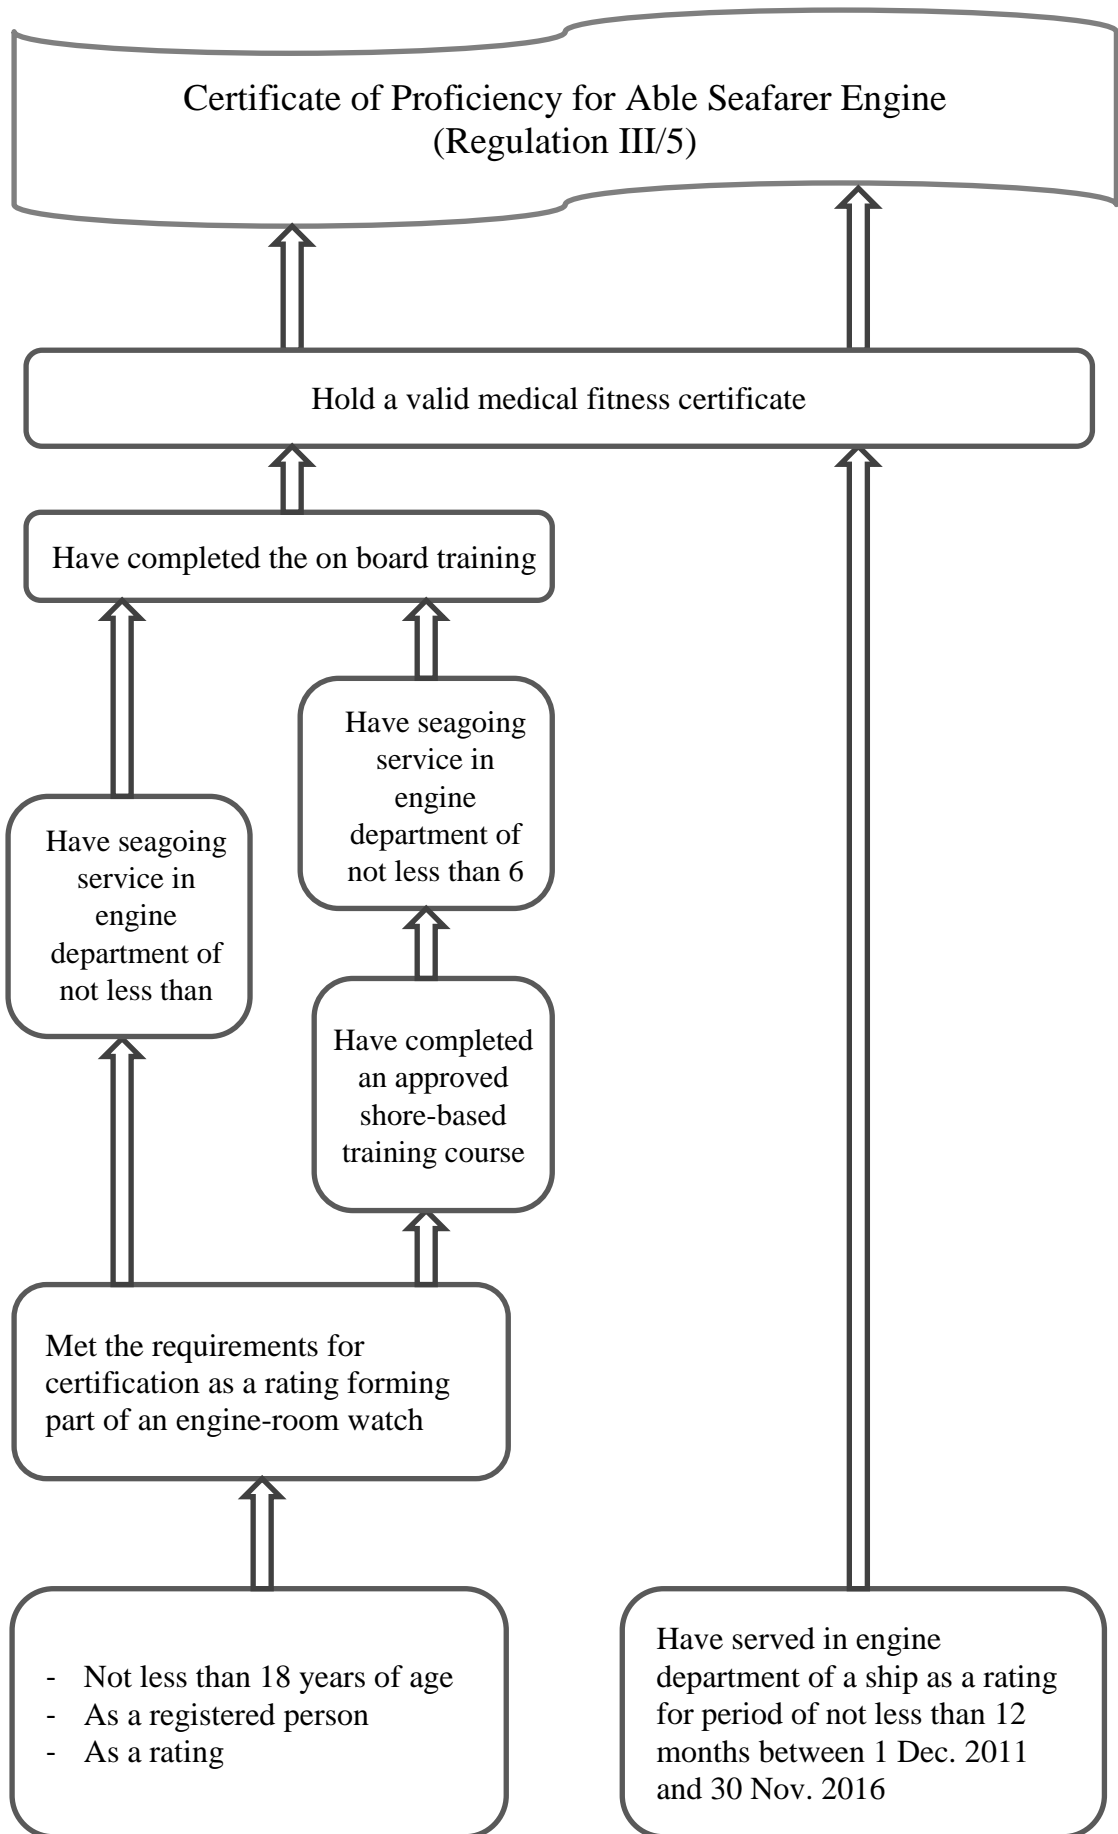 Certificate of Proficiency for Able Seafarer Engine
(Regulation III/5)
Hold a valid medical fitness certificate
Have completed the on board training
Have seagoing
service in
engine
department of
not less than 6
Have seagoing
service in
engine
department of
not less than
Have completed
an approved
shore-based
training course
Met the requirements for
certification as a rating forming
part of an engine-room watch
- Not less than 18 years of age
- As a registered person
- As a rating
Have served in engine
department of a ship as a rating
for period of not less than 12
months between 1 Dec. 2011
and 30 Nov. 2016